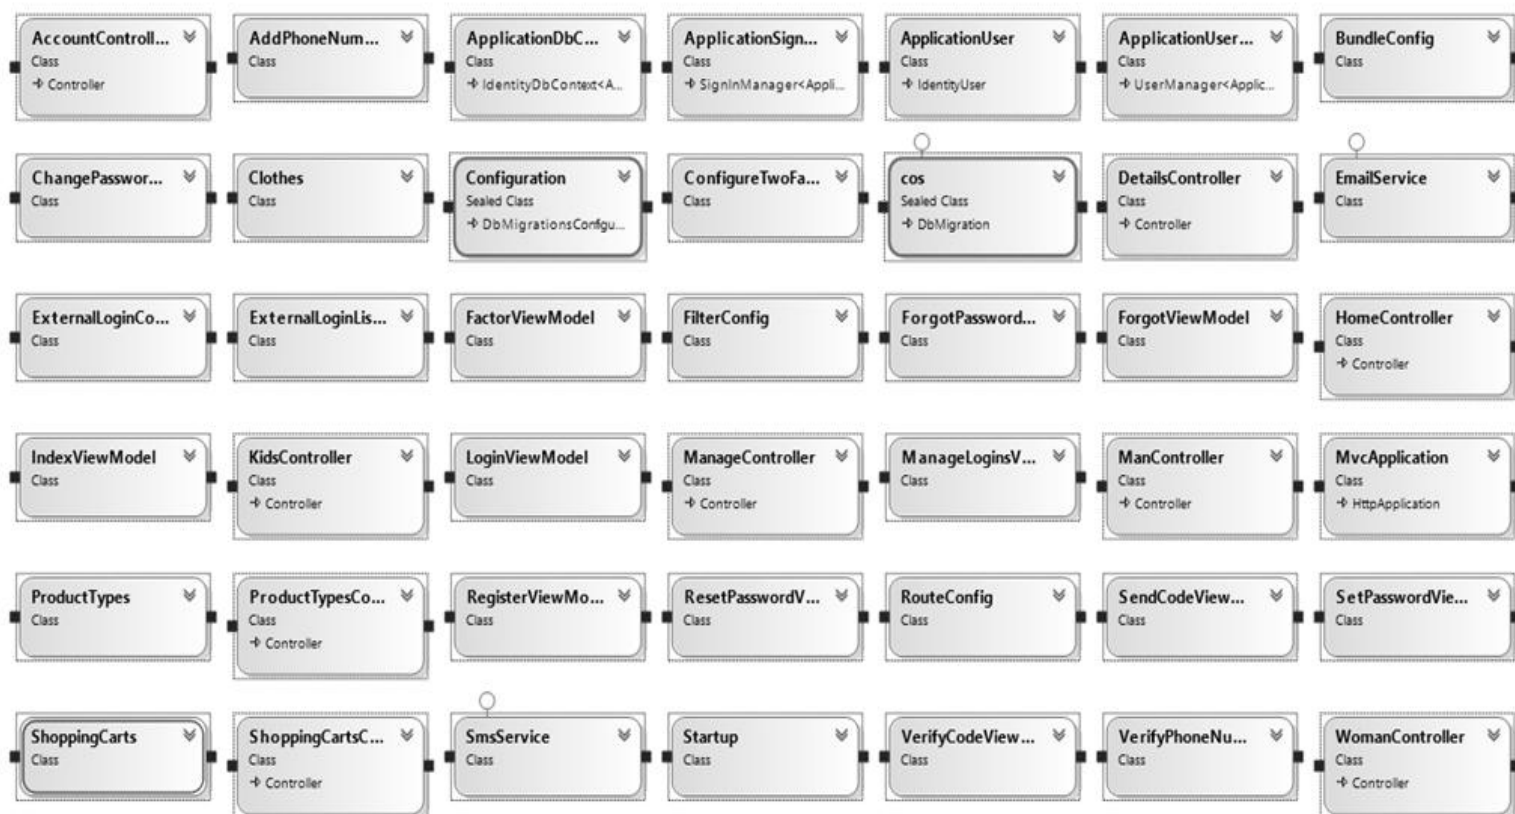 AccountControll...
Class
→ Controller
AddPhoneNum...
Class
ApplicationDbC...
Class
→ IdentityDbContext<A...
ApplicationSign...
Class
→ SignInManager<Appli...
ApplicationUser
Class
→ IdentityUser
ApplicationUser...
Class
→ UserManager<Applic...
BundleConfig
Class
ChangePasswor...
Class
Clothes
Class
Configuration
Sealed Class
→ DbMigrationsConfigu...
ConfigureTwoFa...
Class
cos
Sealed Class
→ DbMigration
DetailsController
Class
→ Controller
EmailService
Class
ExternalLoginCo...
Class
ExternalLoginLis...
Class
FactorViewModel
Class
FilterConfig
Class
ForgotPassword...
Class
ForgotViewModel
Class
HomeController
Class
→ Controller
IndexViewModel
Class
KidsController
Class
→ Controller
LoginViewModel
Class
ManageController
Class
→ Controller
ManageLoginsV...
Class
ManController
Class
→ Controller
MvcApplication
Class
→ HttpApplication
ProductTypes
Class
ProductTypesCo...
Class
→ Controller
RegisterViewMo...
Class
ResetPasswordV...
Class
RouteConfig
Class
SendCodeView...
Class
SetPasswordVie...
Class
ShoppingCarts
Class
ShoppingCartsC...
Class
→ Controller
SmsService
Class
Startup
Class
VerifyCodeView...
Class
VerifyPhoneNu...
Class
WomanController
Class
→ Controller